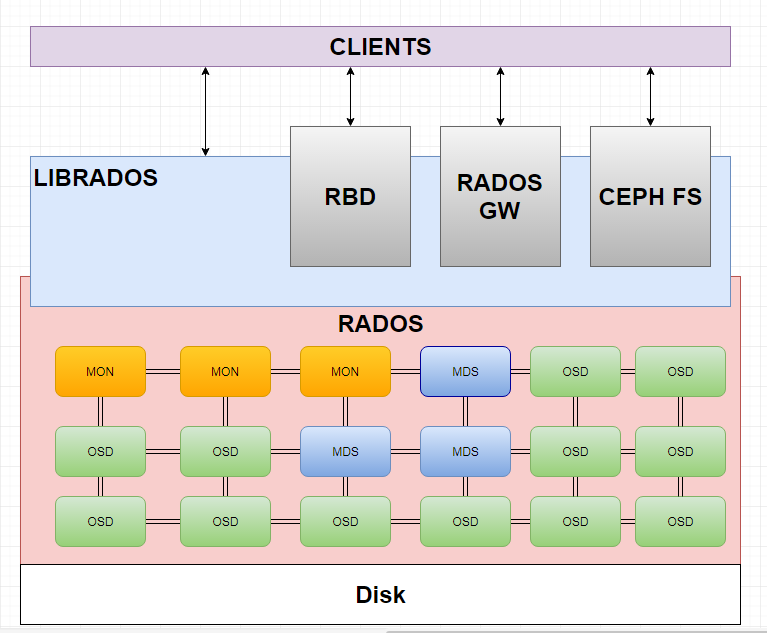 CLIENTS
LIBRADOS
RBD
RADOS
GW
CEPH FS
RADOS
MON
MON
MON
MDS
OSD
OSD
OSD
OSD
MDS
MDS
OSD
OSD
OSD
OSD
OSD
OSD
OSD
OSD
Disk